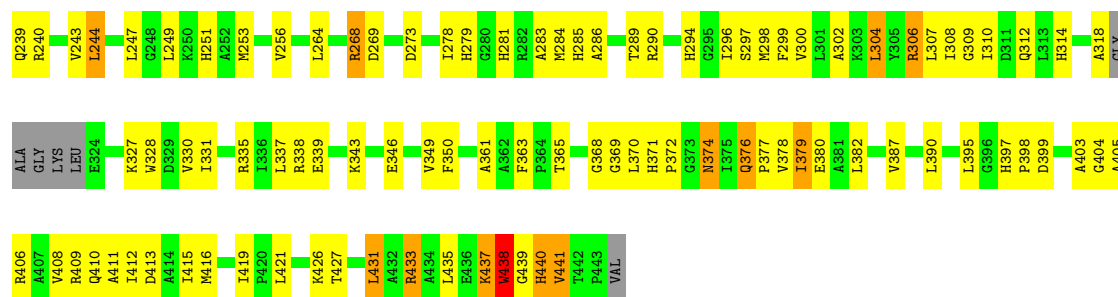 Q239 R240 V243 L244 L247 G248 L249 K250 H251 A252 M253 V256 L264 R268 D269 D273 I278 H279 G280 H281 R282 A283 M284 H285 A286 T289 R290 H294 G295 I296 S297 M298 F299 V300 L301 A302 K303 L304 Y305 R306 L307 I308 G309 I310 D311 Q312 L313 H314 A318 GLY
ALA GLY LYS LEU E324 K327 W328 D329 V330 I331 R335 I336 L337 R338 E339 K343 E346 V349 F350 A361 A362 F363 P364 T365 G368 G369 L370 H371 P372 G373 N374 I375 Q376 P377 V378 I379 E380 A381 L382 V387 L390 L395 G396 H397 P398 D399 A403 G404 A405
R406 A407 V408 R409 Q410 A411 I412 D413 A414 I415 M416 I419 P420 L421 K426 T427 L431 A432 R433 A434 L435 E436 K437 W438 G439 H440 V441 T442 P443 VAL